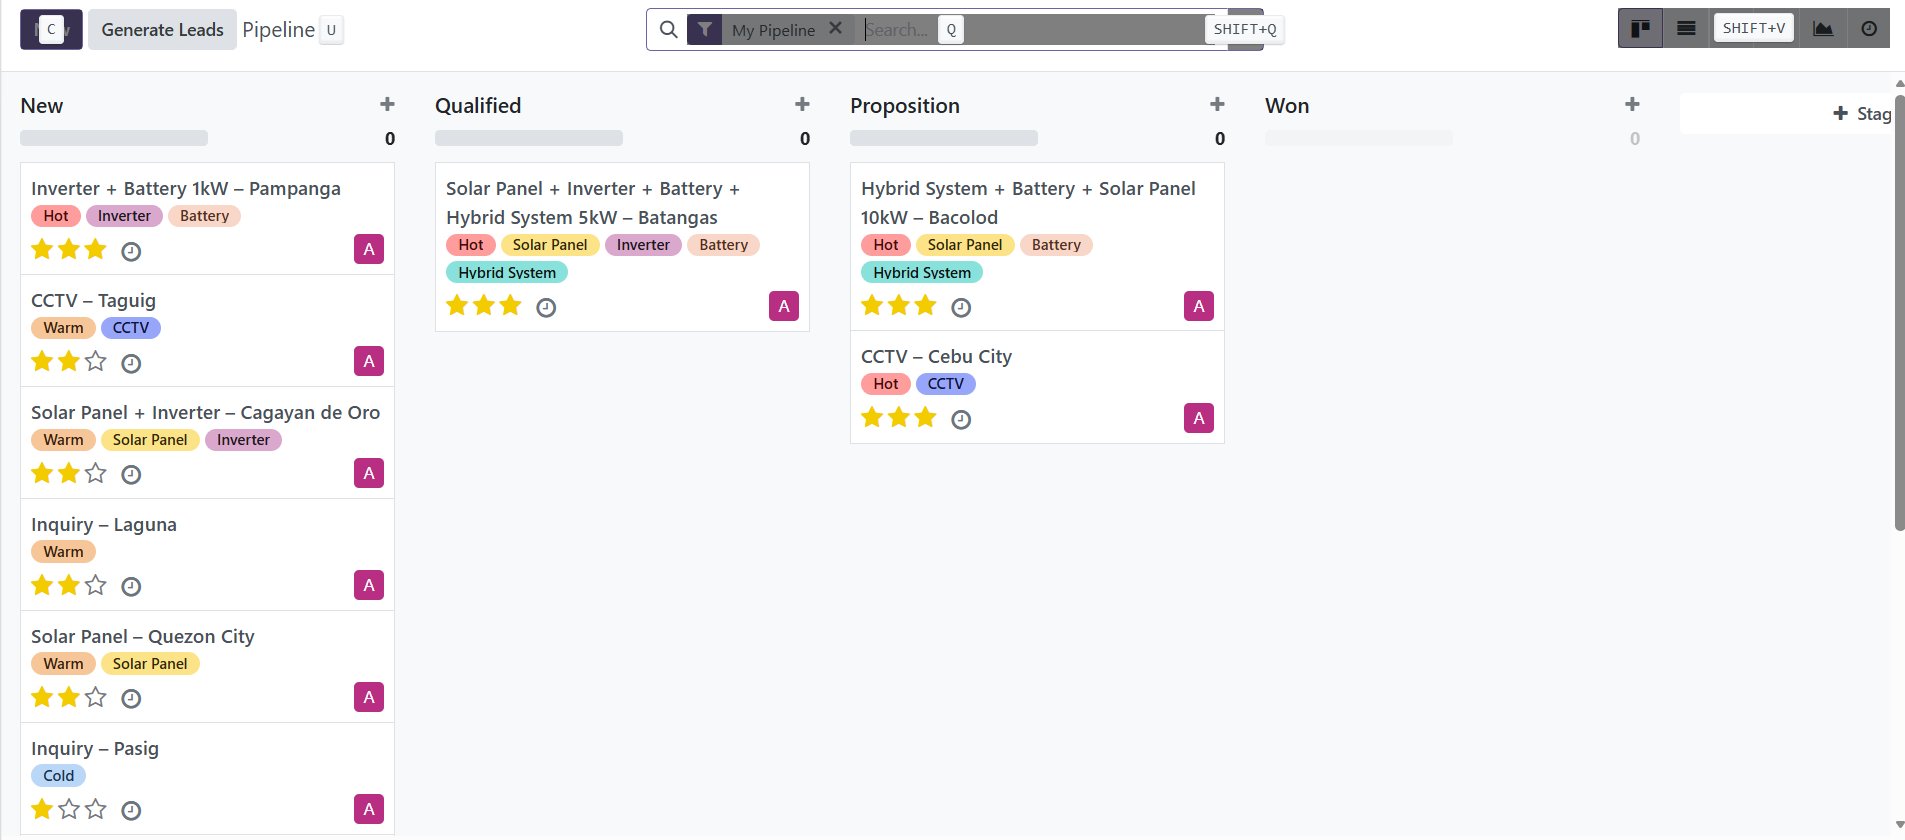 C
Generate Leads
Pipeline
U
My Pipeline
Search...
Q
SHIFT+Q
SHIFT+V
New
0
Inverter + Battery 1kW – Pampanga
Hot Inverter Battery
A
CCTV – Taguig
Warm CCTV
A
Solar Panel + Inverter – Cagayan de Oro
Warm Solar Panel Inverter
A
Inquiry – Laguna
Warm
A
Solar Panel – Quezon City
Warm Solar Panel
A
Inquiry – Pasig
Cold
A
Qualified
0
Solar Panel + Inverter + Battery +
Hybrid System 5kW – Batangas
Hot Solar Panel Inverter Battery
Hybrid System
A
Proposition
0
Hybrid System + Battery + Solar Panel
10kW – Bacolod
Hot Solar Panel Battery
Hybrid System
A
CCTV – Cebu City
Hot CCTV
A
Won
0
+ Stag